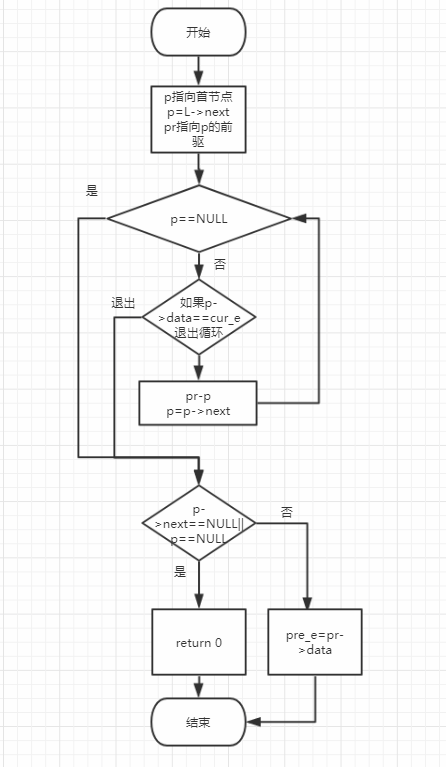 开始
p指向首节点
p=L->next
pr指向p的前
驱
是
p==NULL
否
退出
如果p-
>data==cur_e
退出循环
pr-p
p=p->next
p-
>next==NULL||
p==NULL
否
是
return 0
pre_e=pr-
>data
结束